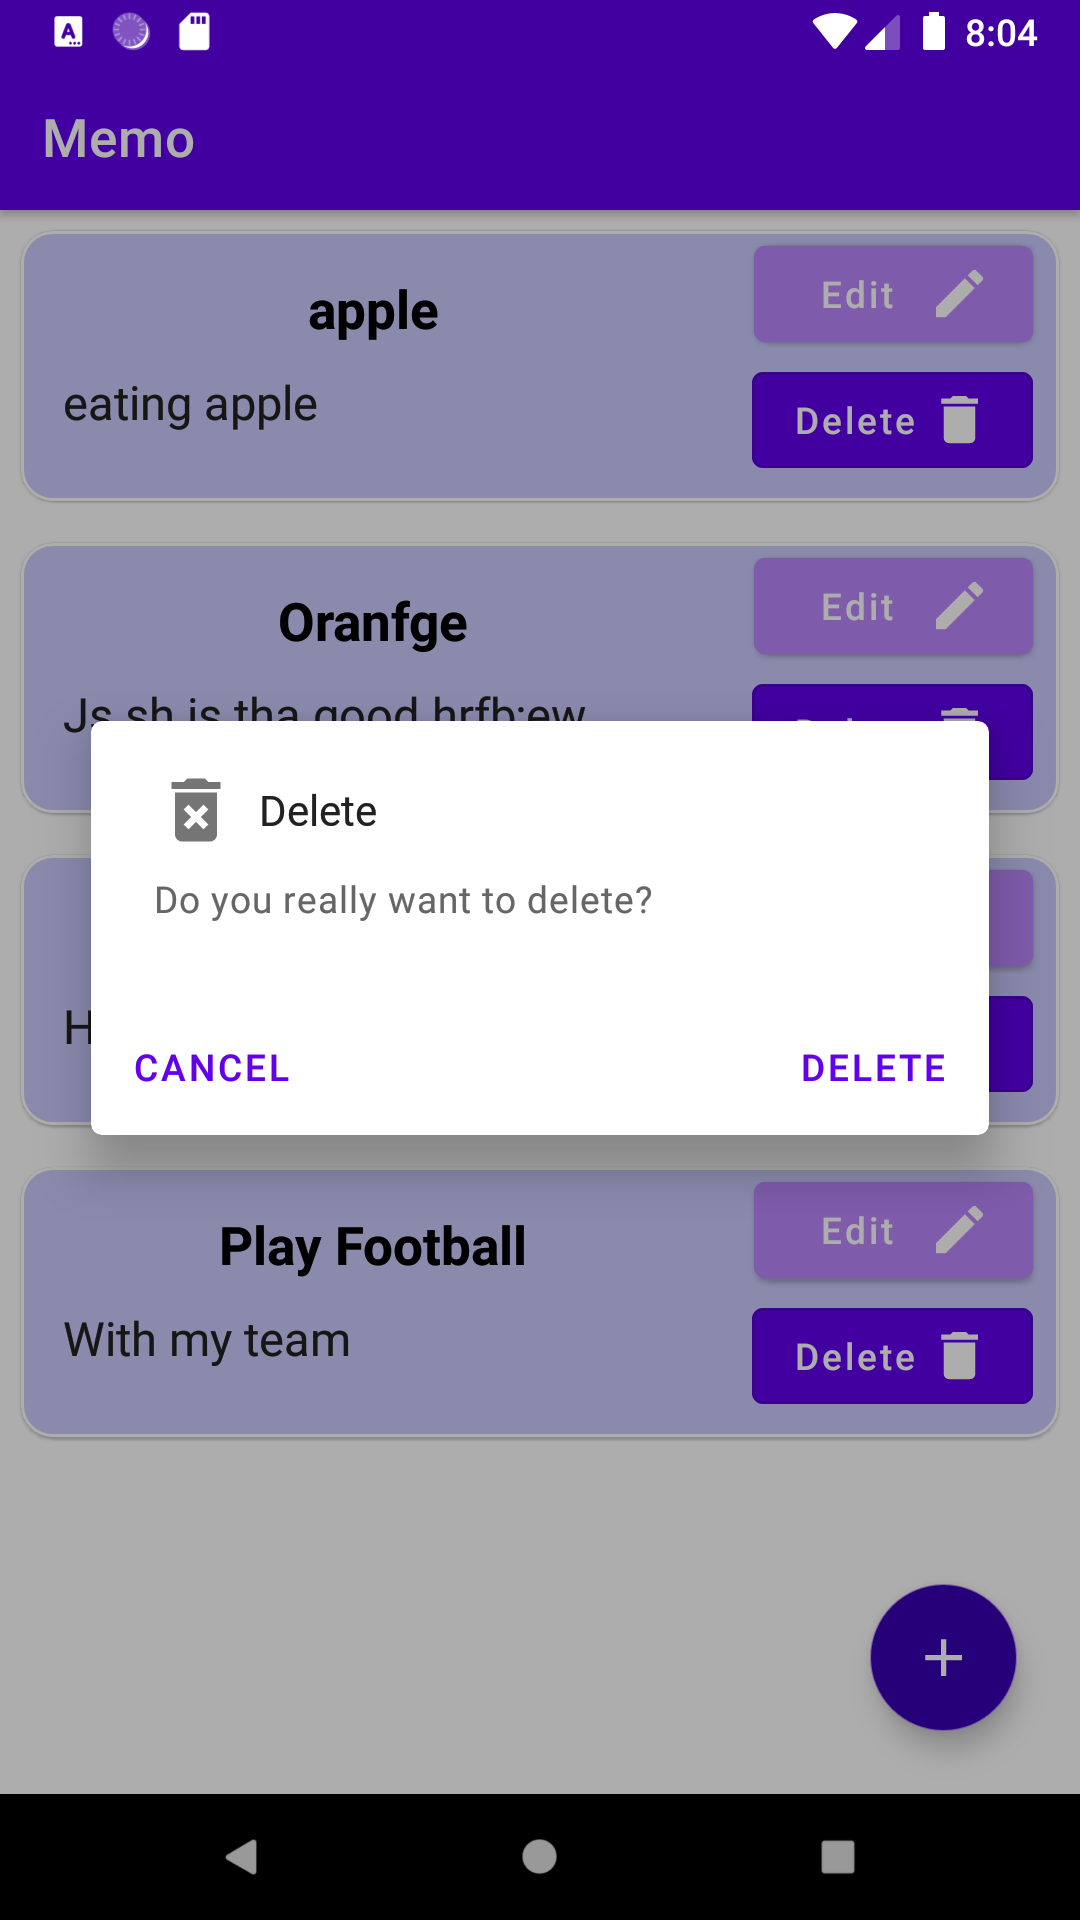 8:04
Memo
apple
Edit
eating apple
Delete
Oranfge
Edit
Js sh is tha good hrfb:ew
Delete
Do you really want to delete?
H
CANCEL
DELETE
Play Football
Edit
With my team
Delete